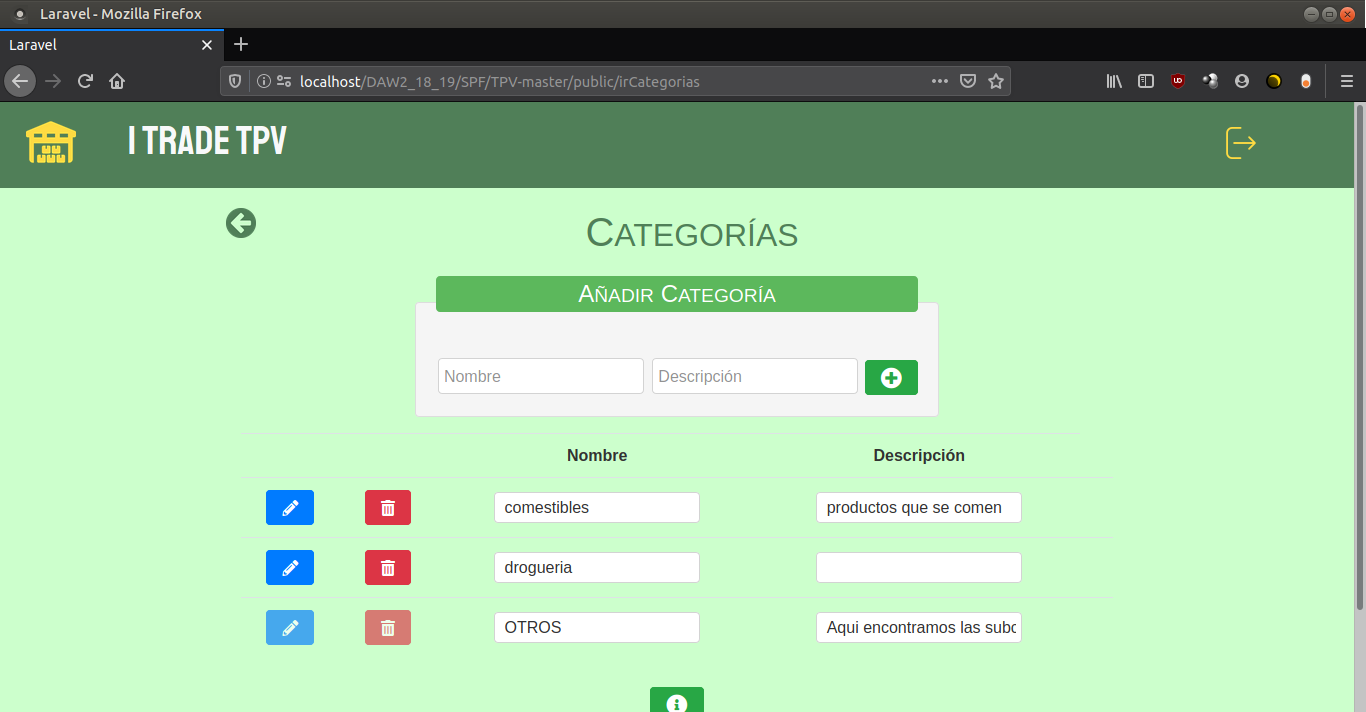 Laravel - Mozilla Firefox
Laravel
localhost/DAW2_18_19/SPF/TPV-master/public/irCategorias
I TRADE TPV
Categorías
Añadir Categoría
Nombre
Descripción
Nombre Descripción
comestibles productos que se comen
drogueria
OTROS Aqui encontramos las